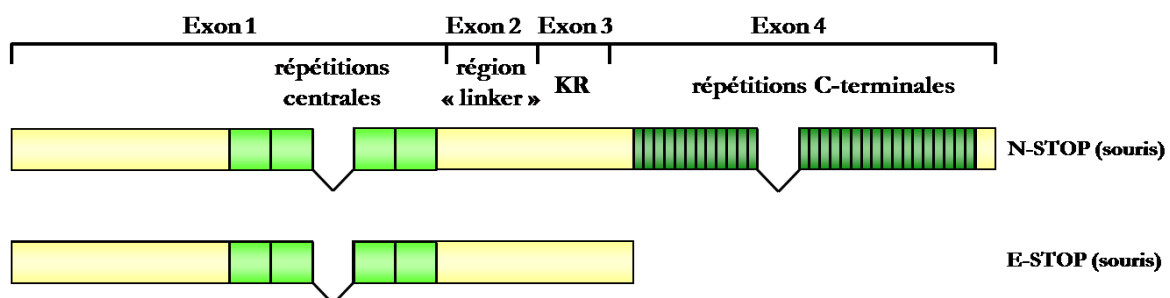 Exon 1 Exon 2 Exon 3 Exon 4
répétitions centrales
région « linker »
KR
répétitions C-terminales
N-STOP (souris)
E-STOP (souris)